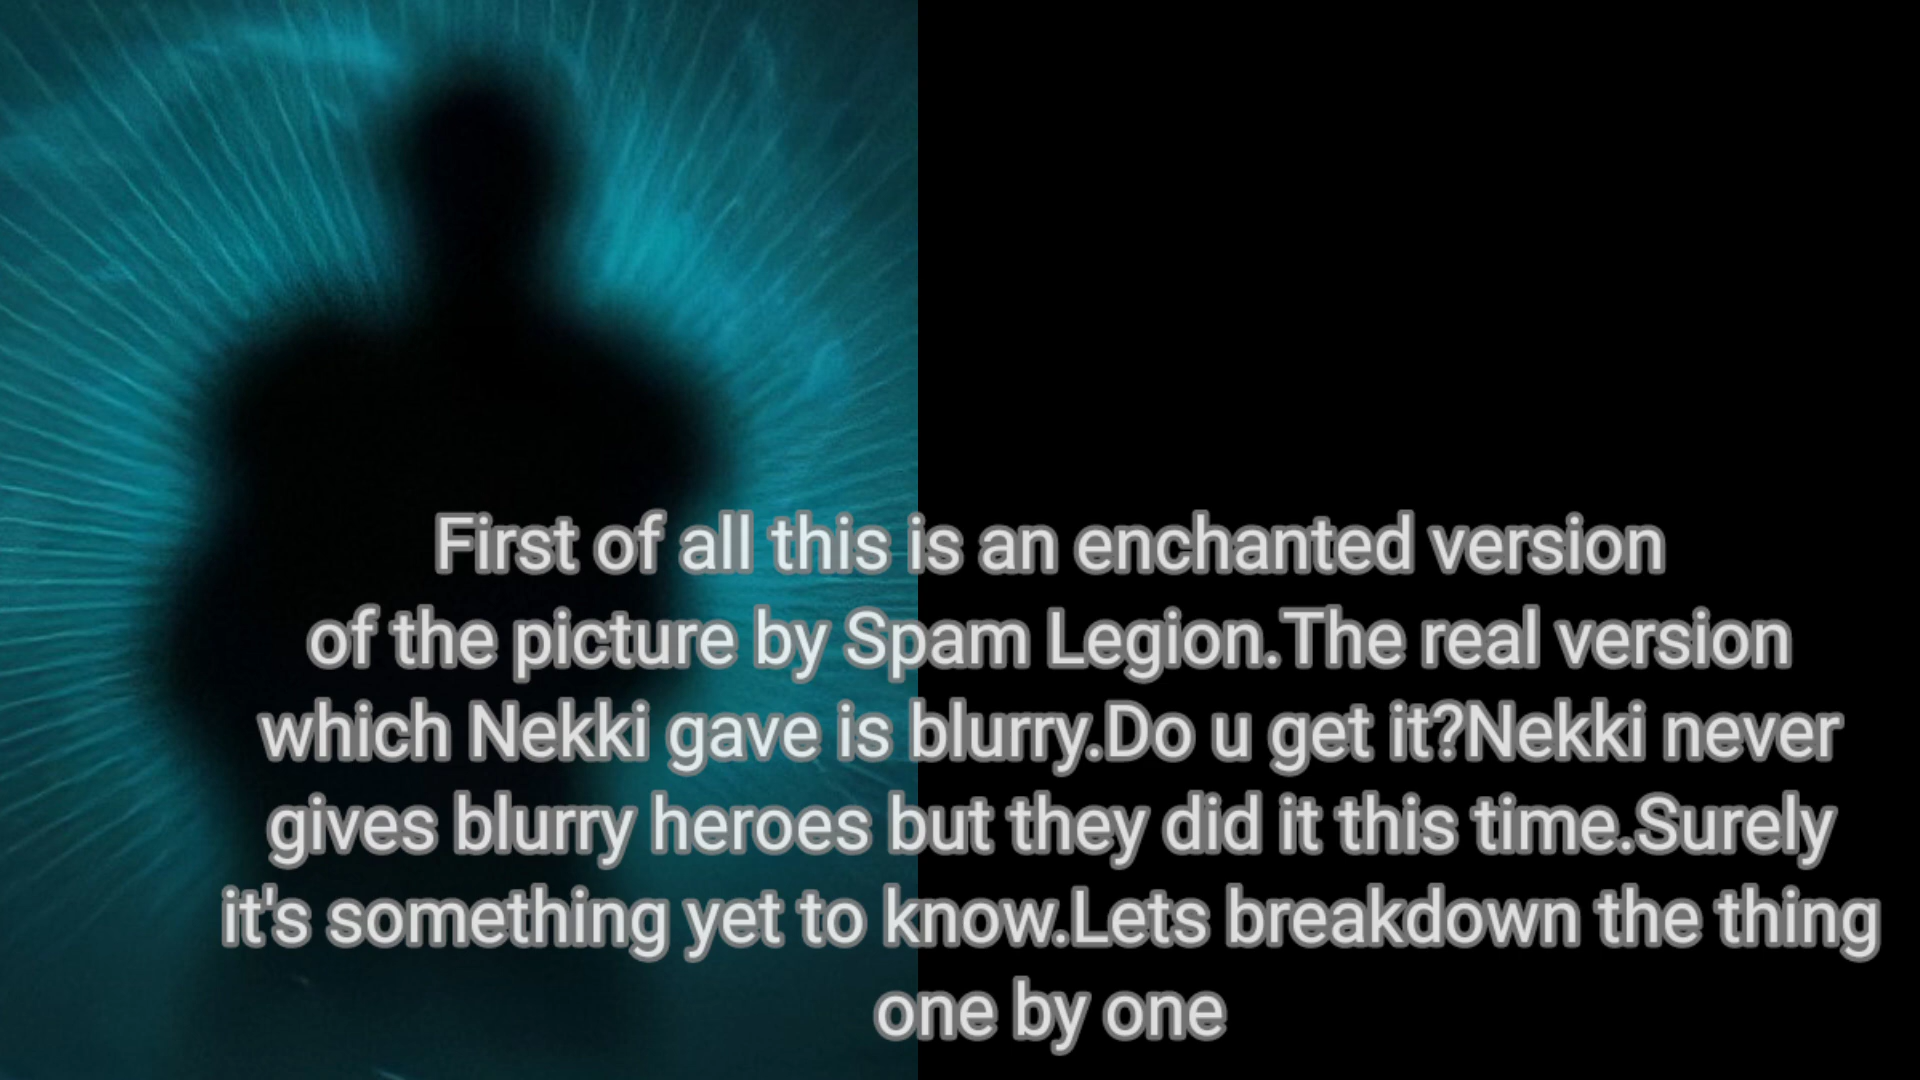 First of all this is an enchanted version
of the picture by Spam Legion.The real version
which Nekki gave is blurry.Do u get it?Nekki never
gives blurry heroes but they did it this time.Surely
it's something yet to know.Lets breakdown the thing
one by one